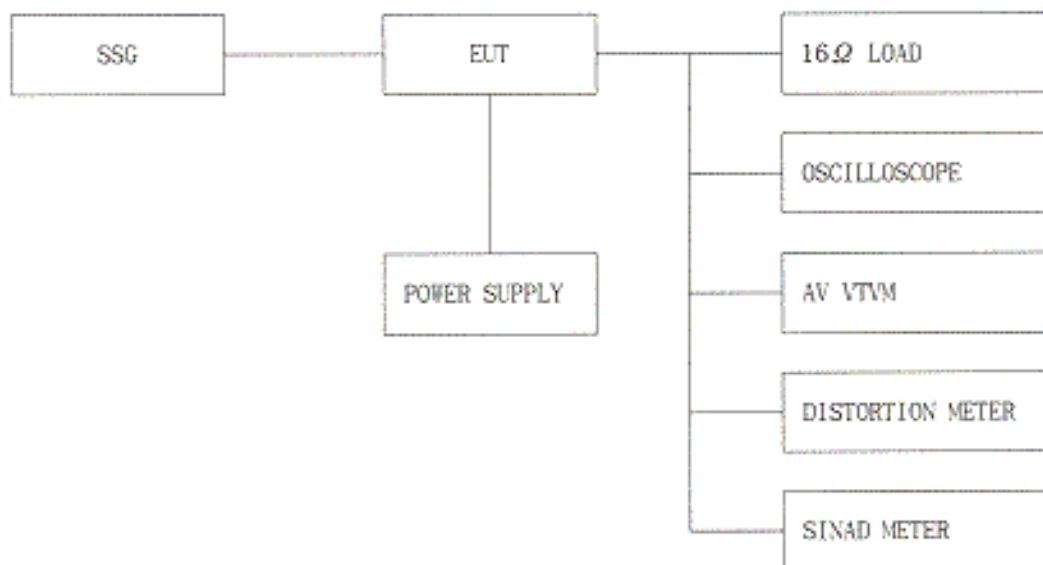 SSG
EUT
16Ω LOAD
OSCILLOSCOPE
POWER SUPPLY
AV VTVM
DISTORTION METER
SINAD METER